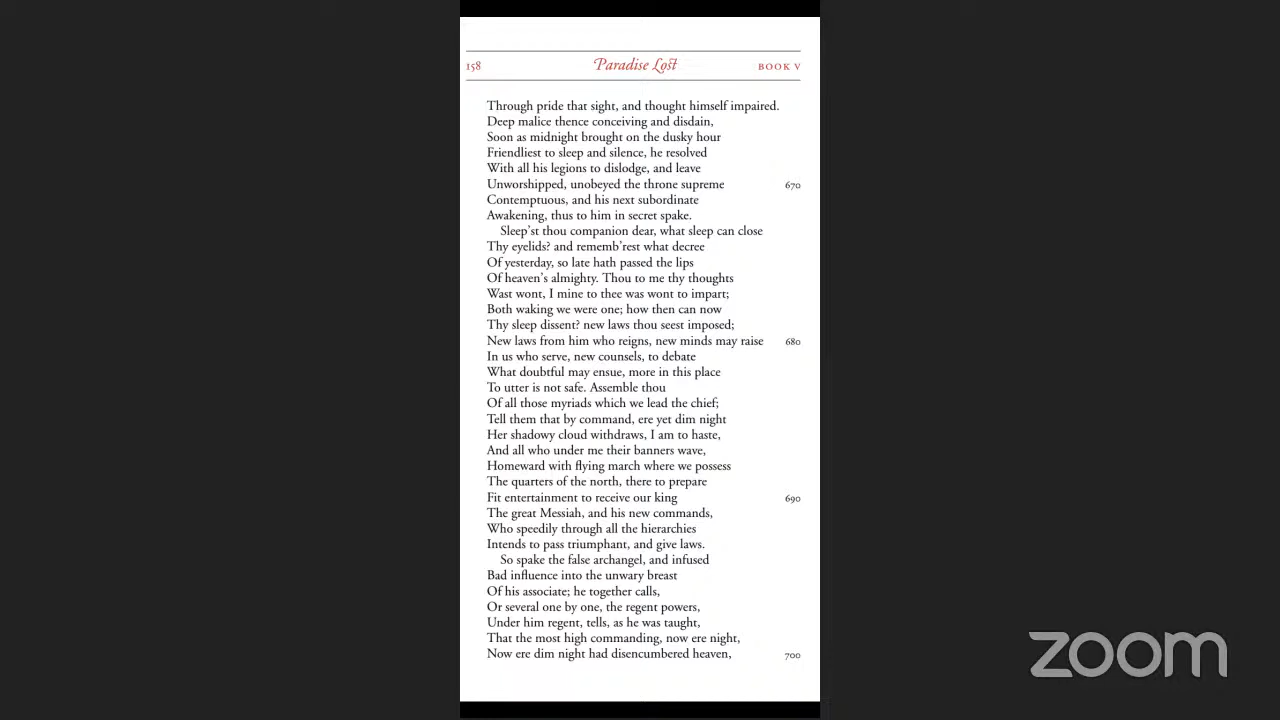 158 Paradise Lost BOOK V
Through pride that sight, and thought himself impaired.
Deep malice thence conceiving and disdain,
Soon as midnight brought on the dusky hour
Friendliest to sleep and silence, he resolved
With all his legions to dislodge, and leave
Unworshipped, unobeyed the throne supreme 670
Contemptuous, and his next subordinate
Awakening, thus to him in secret spake.
Sleep'st thou companion dear, what sleep can close
Thy eyelids? and rememb'rest what decree
Of yesterday, so late hath passed the lips
Of heaven's almighty. Thou to me thy thoughts
Wast wont, I mine to thee was wont to impart;
Both waking we were one; how then can now
Thy sleep dissent? new laws thou seest imposed;
New laws from him who reigns, new minds may raise 680
In us who serve, new counsels, to debate
What doubtful may ensue, more in this place
To utter is not safe. Assemble thou
Of all those myriads which we lead the chief;
Tell them that by command, ere yet dim night
Her shadowy cloud withdraws, I am to haste,
And all who under me their banners wave,
Homeward with flying march where we possess
The quarters of the north, there to prepare
Fit entertainment to receive our king 690
The great Messiah, and his new commands,
Who speedily through all the hierarchies
Intends to pass triumphant, and give laws.
So spake the false archangel, and infused
Bad influence into the unwary breast
Of his associate; he together calls,
Or several one by one, the regent powers,
Under him regent, tells, as he was taught,
That the most high commanding, now ere night,
Now ere dim night had disencumbered heaven, 700
zoom